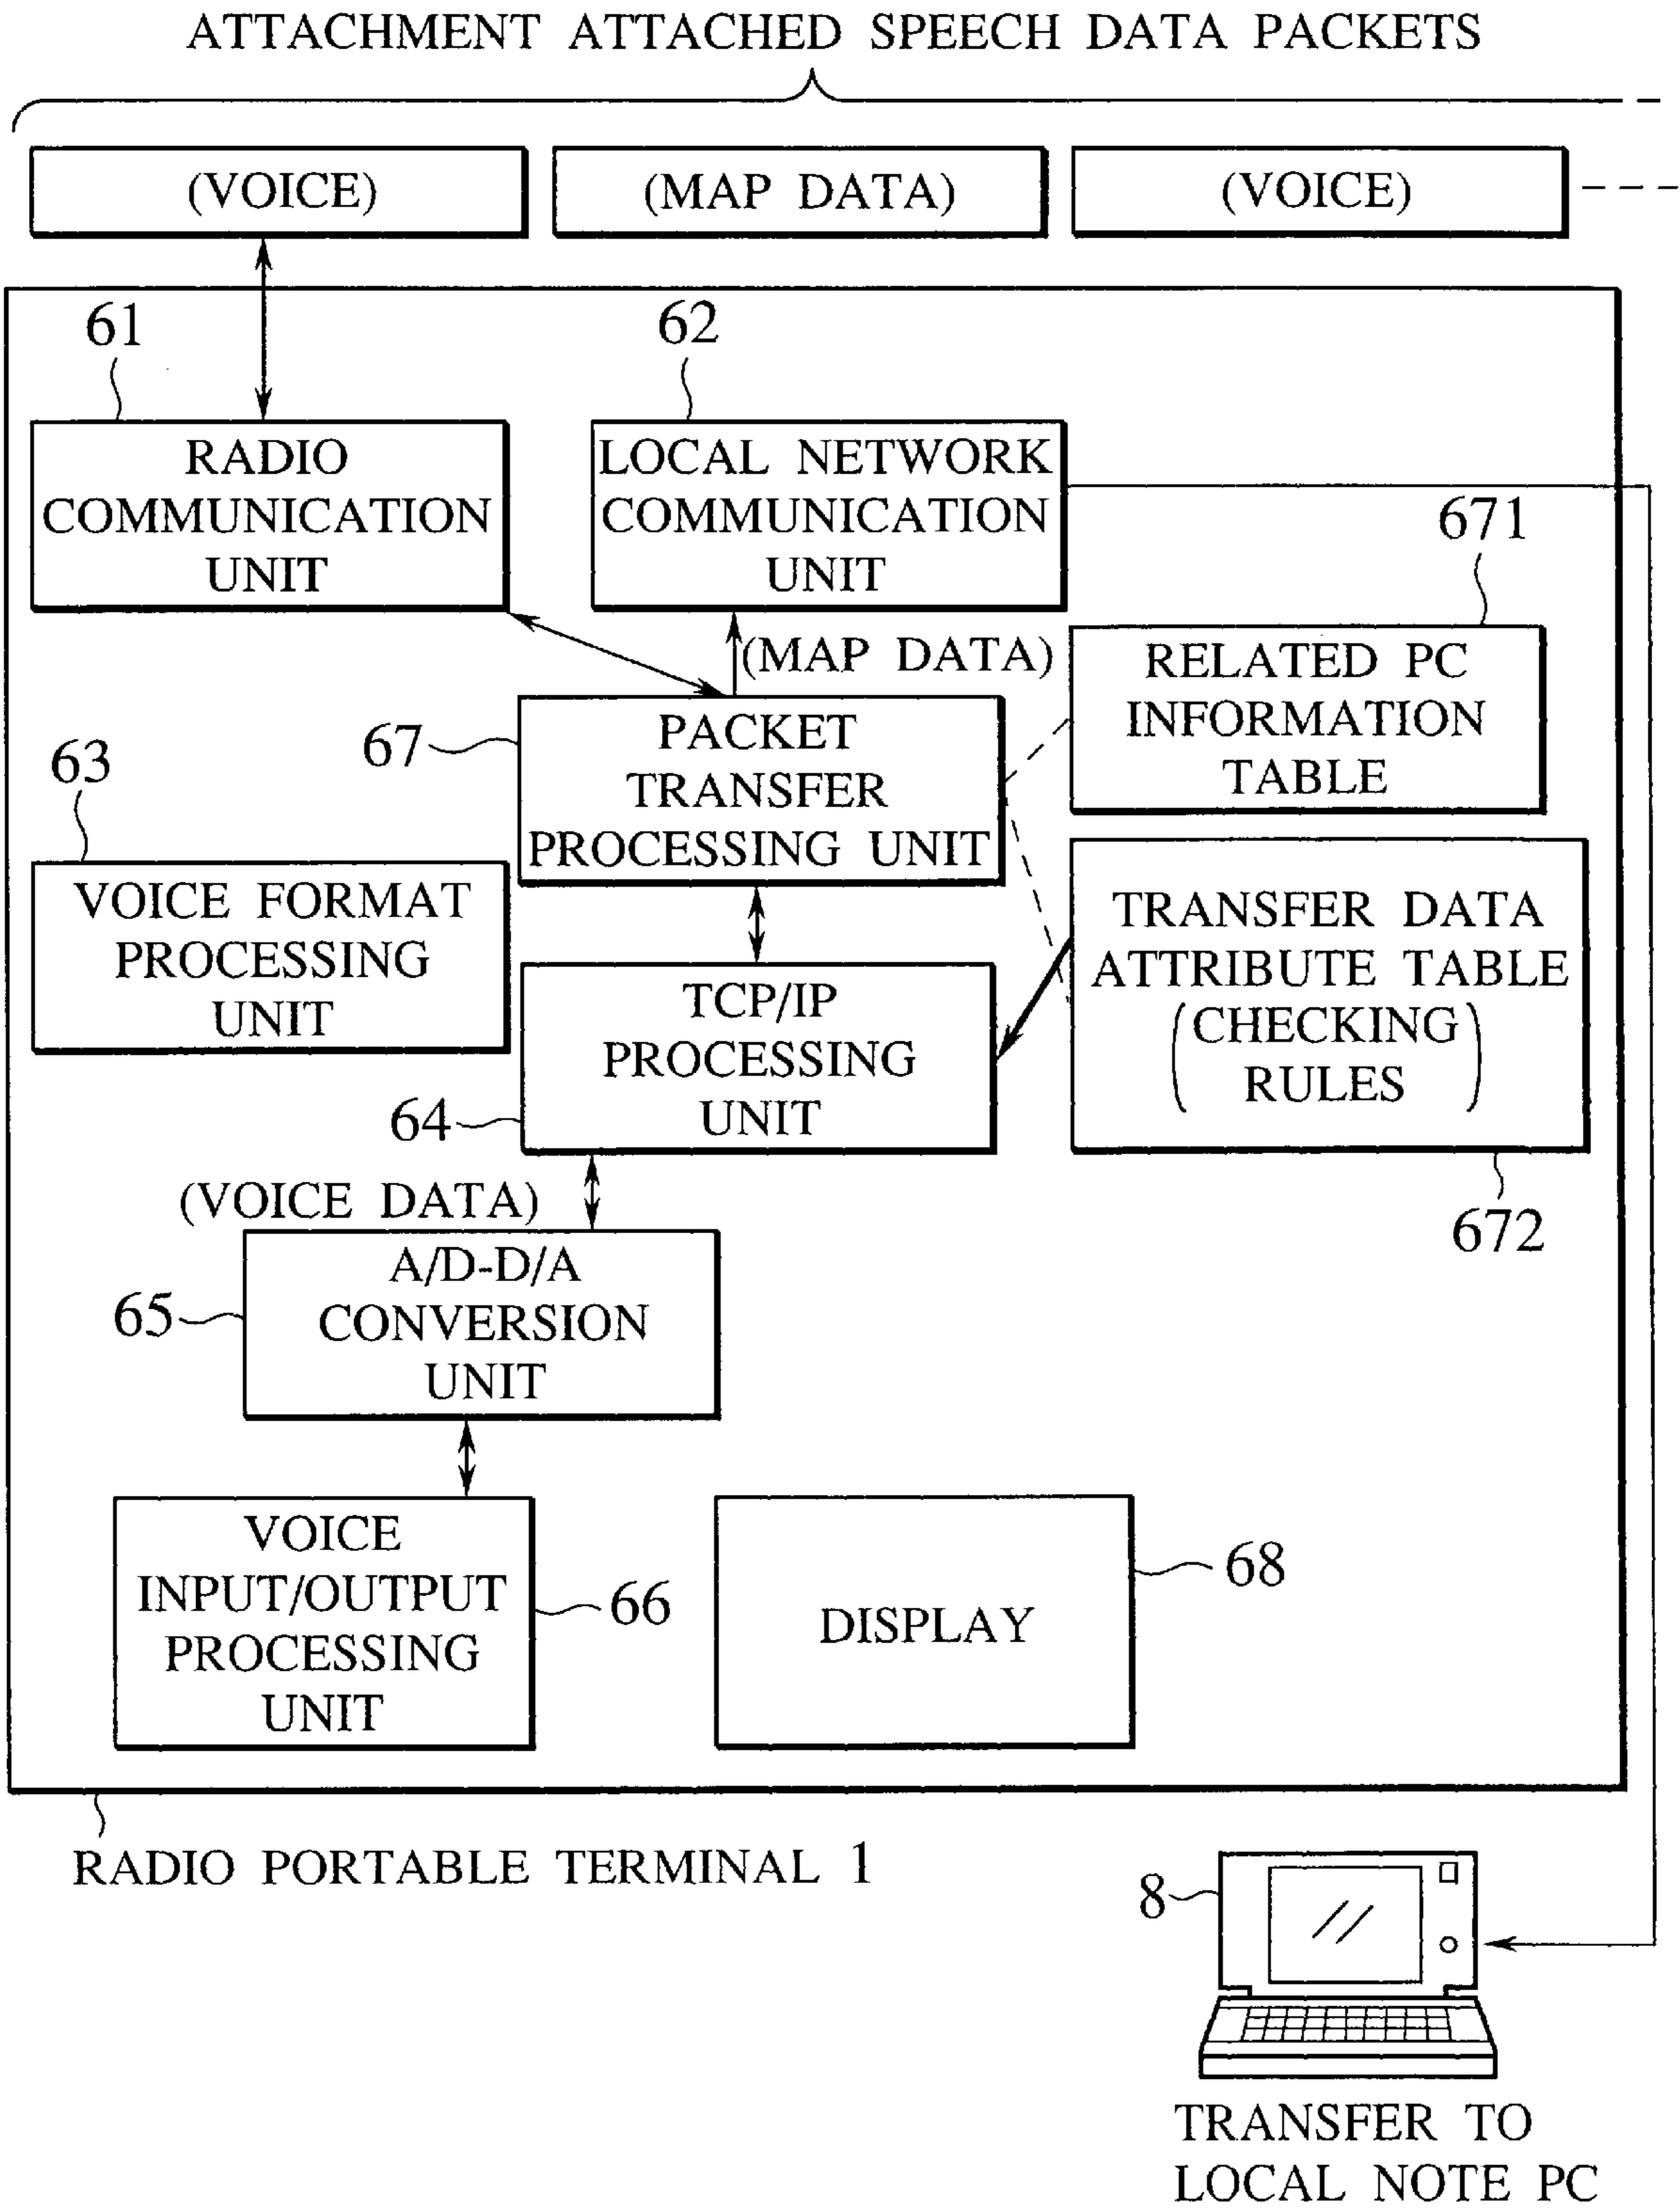 ATTACHMENT ATTACHED SPEECH DATA PACKETS
(VOICE)
(MAP DATA)
(VOICE)
61
62
RADIO
COMMUNICATION
UNIT
LOCAL NETWORK
COMMUNICATION
UNIT
671
(MAP DATA)
RELATED PC
INFORMATION
TABLE
67
PACKET
TRANSFER
PROCESSING UNIT
63
VOICE FORMAT
PROCESSING
UNIT
TRANSFER DATA
ATTRIBUTE TABLE
(CHECKING
RULES)
TCP/IP
PROCESSING
UNIT
64
672
(VOICE DATA)
A/D-D/A
CONVERSION
UNIT
65
VOICE
INPUT/OUTPUT
PROCESSING
UNIT
66
DISPLAY
68
RADIO PORTABLE TERMINAL 1
8
TRANSFER TO
LOCAL NOTE PC